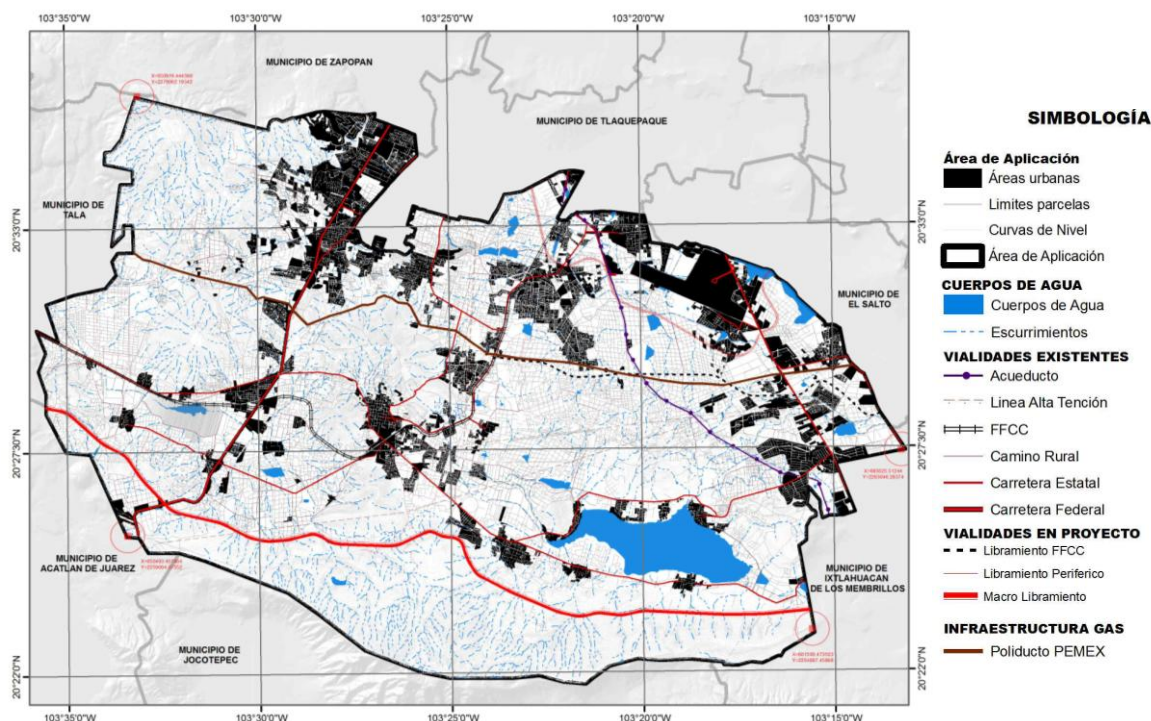 103°35'0"W 103°30'0"W 103°25'0"W 103°20'0"W 103°15'0"W
MUNICIPIO DE ZAPOPAN
MUNICIPIO DE TLAQUEPAQUE
MUNICIPIO DE
TALA
20°33'0"N
20°33'0"N
MUNICIPIO DE
EL SALTO
20°27'30"N
20°27'30"N
MUNICIPIO DE
ACATLAN DE JUAREZ
MUNICIPIO DE
IXTLAHUACAN
DE LOS MEMBRILLOS
MUNICIPIO DE
JOCOTEPEC
20°22'0"N
20°22'0"N
103°35'0"W 103°30'0"W 103°25'0"W 103°20'0"W 103°15'0"W
SIMBOLOGÍA
Área de Aplicación
Áreas urbanas
Limites parcelas
Curvas de Nivel
Área de Aplicación
CUERPOS DE AGUA
Cuerpos de Agua
Escurrimientos
VIALIDADES EXISTENTES
Acueducto
Linea Alta Tención
FFCC
Camino Rural
Carretera Estatal
Carretera Federal
VIALIDADES EN PROYECTO
Libramiento FFCC
Libramiento Periferico
Macro Libramiento
INFRAESTRUCTURA GAS
Poliducto PEMEX